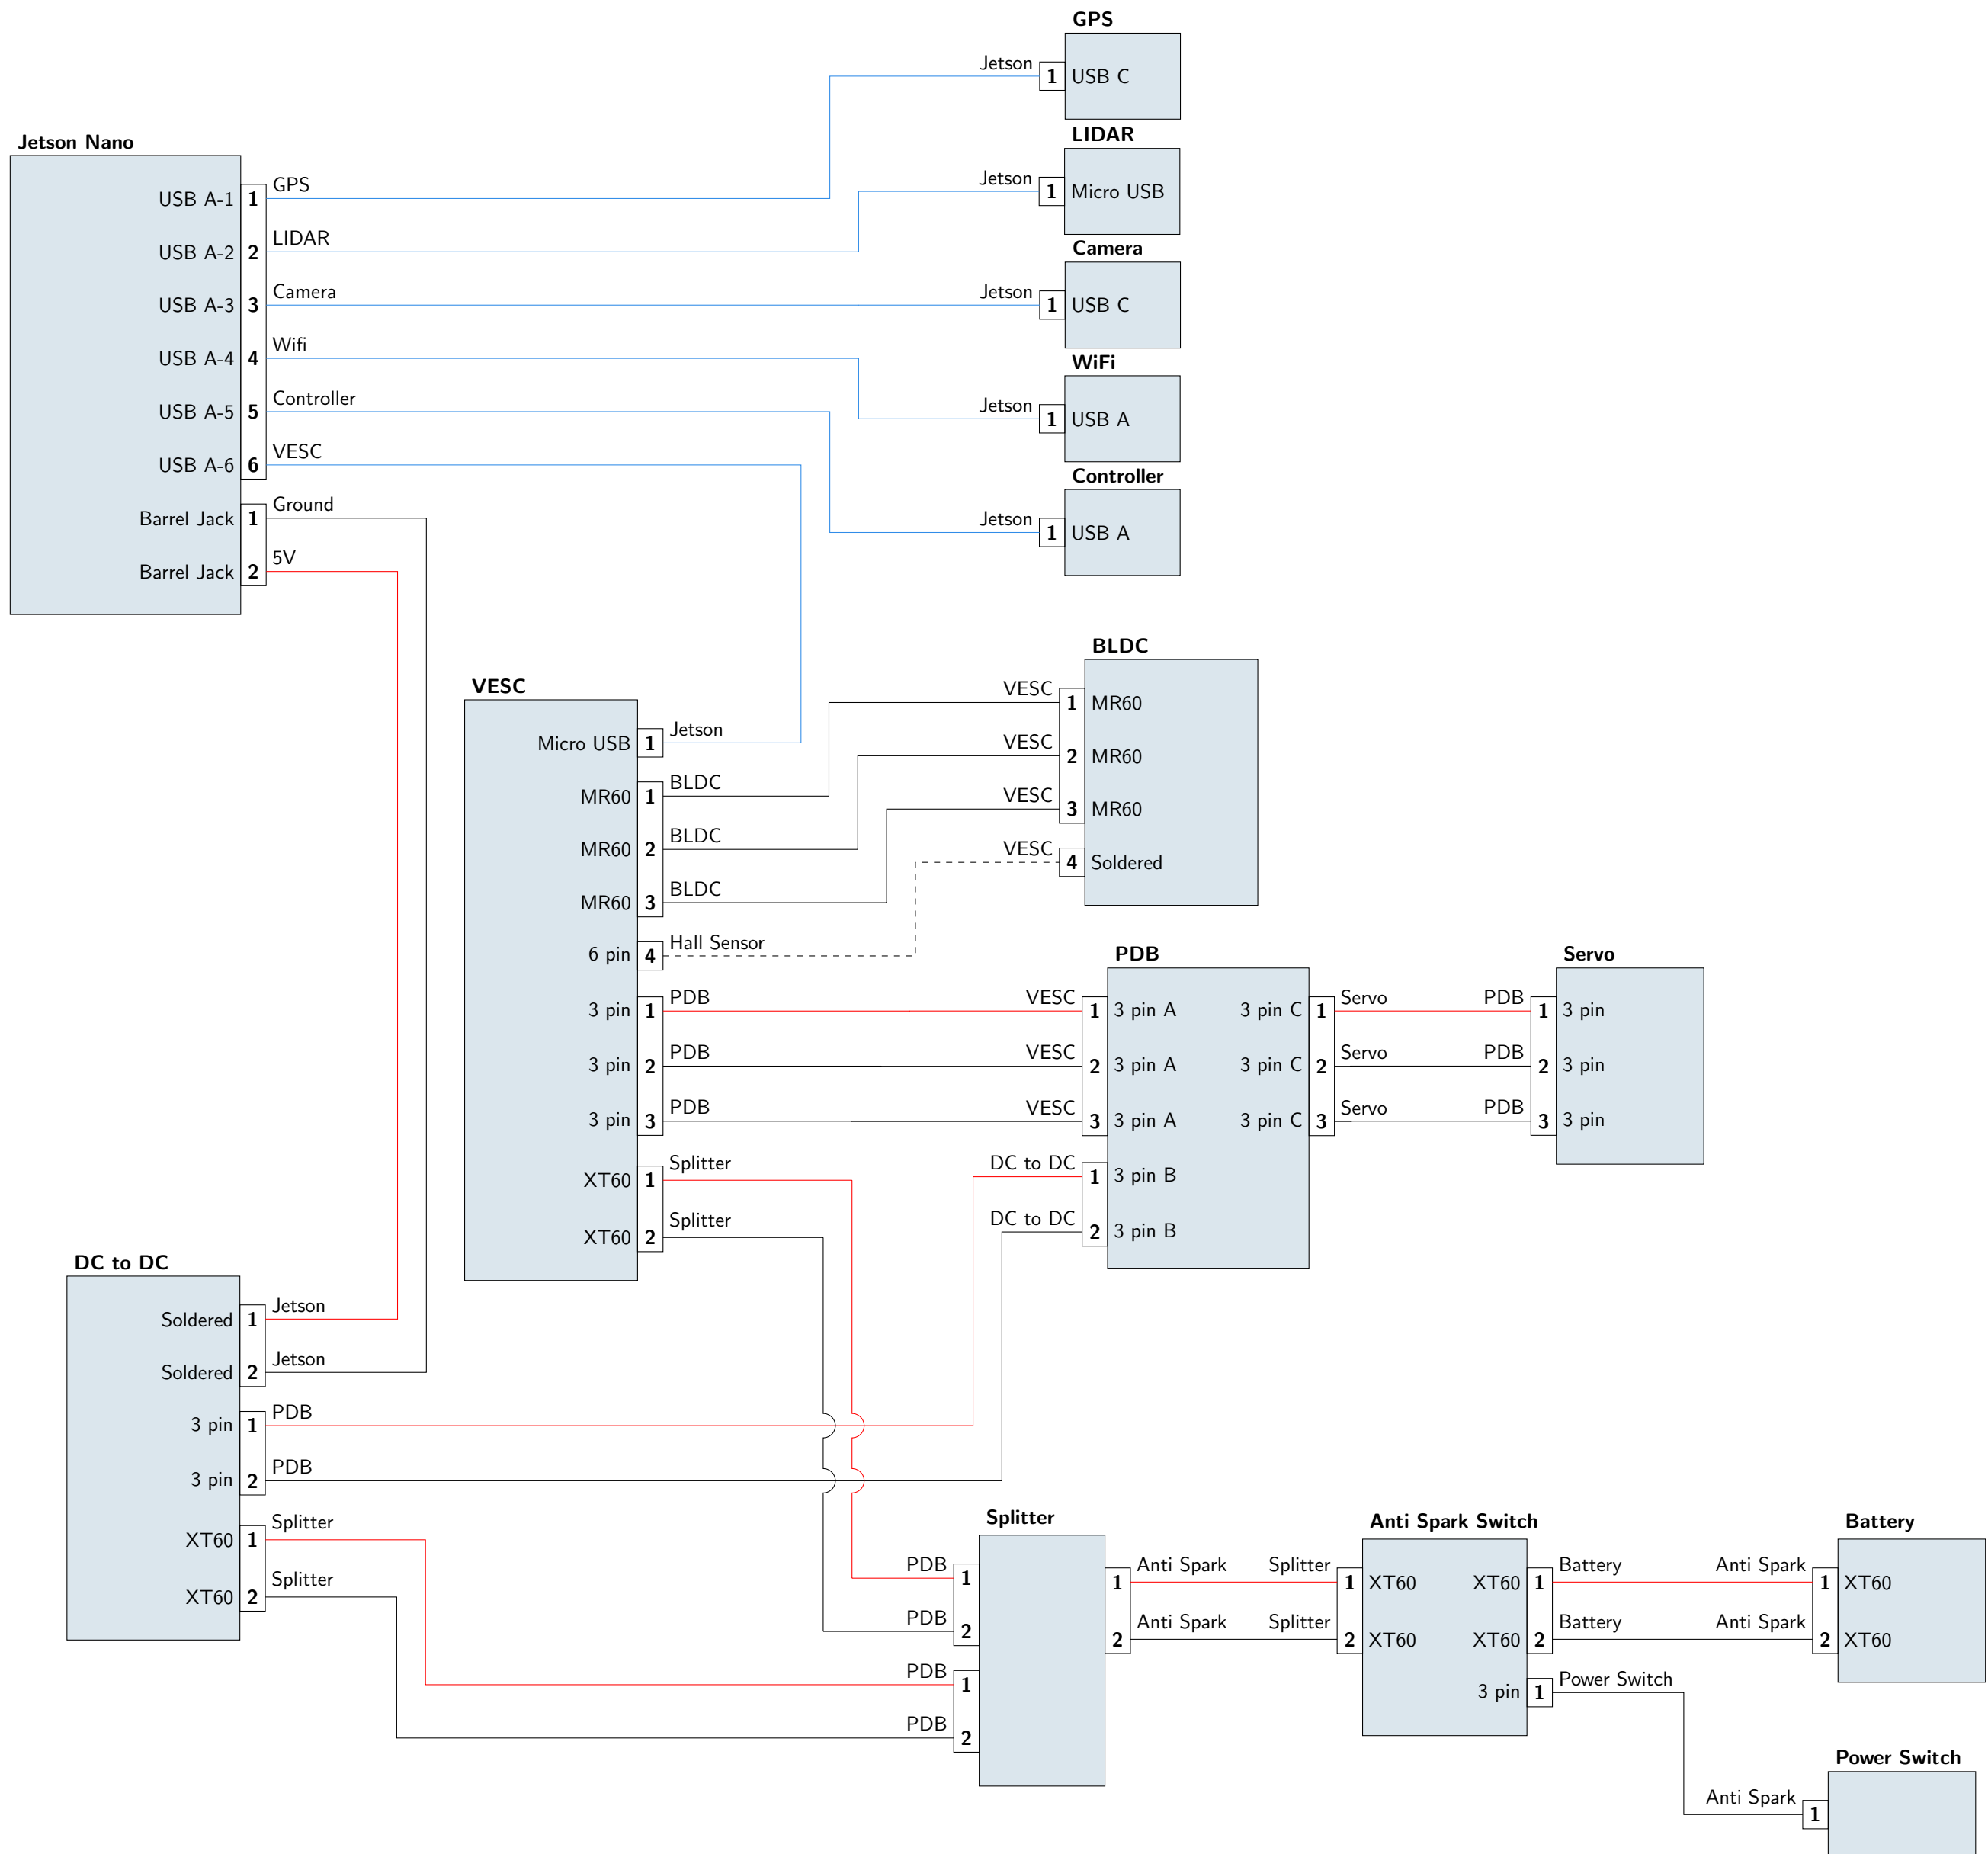 GPS
Jetson
1
USB C
LIDAR
Jetson
1
Micro USB
Camera
Jetson
1
USB C
WiFi
Jetson
1
USB A
Controller
Jetson
1
USB A
Jetson Nano
USB A-1 1 GPS
USB A-2 2 LIDAR
USB A-3 3 Camera
USB A-4 4 Wifi
USB A-5 5 Controller
USB A-6 6 VESC
Barrel Jack 1 Ground
Barrel Jack 2 5V
VESC
Micro USB 1 Jetson
MR60 1 BLDC
MR60 2 BLDC
MR60 3 BLDC
6 pin 4 Hall Sensor
3 pin 1 PDB
3 pin 2 PDB
3 pin 3 PDB
XT60 1 Splitter
XT60 2 Splitter
BLDC
VESC 1 MR60
VESC 2 MR60
VESC 3 MR60
VESC 4 Soldered
PDB
VESC 1 3 pin A
VESC 2 3 pin A
VESC 3 3 pin A
DC to DC 1 3 pin B
DC to DC 2 3 pin B
3 pin C 1 Servo
3 pin C 2 Servo
3 pin C 3 Servo
Servo
PDB 1 3 pin
PDB 2 3 pin
PDB 3 3 pin
DC to DC
Soldered 1 Jetson
Soldered 2 Jetson
3 pin 1 PDB
3 pin 2 PDB
XT60 1 Splitter
XT60 2 Splitter
Splitter
PDB 1
PDB 2
PDB 1
PDB 2
1 Anti Spark
2 Anti Spark
Anti Spark Switch
Splitter 1 XT60
Splitter 2 XT60
XT60 1 Battery
XT60 2 Battery
3 pin 1 Power Switch
Battery
Anti Spark 1 XT60
Anti Spark 2 XT60
Power Switch
Anti Spark 1